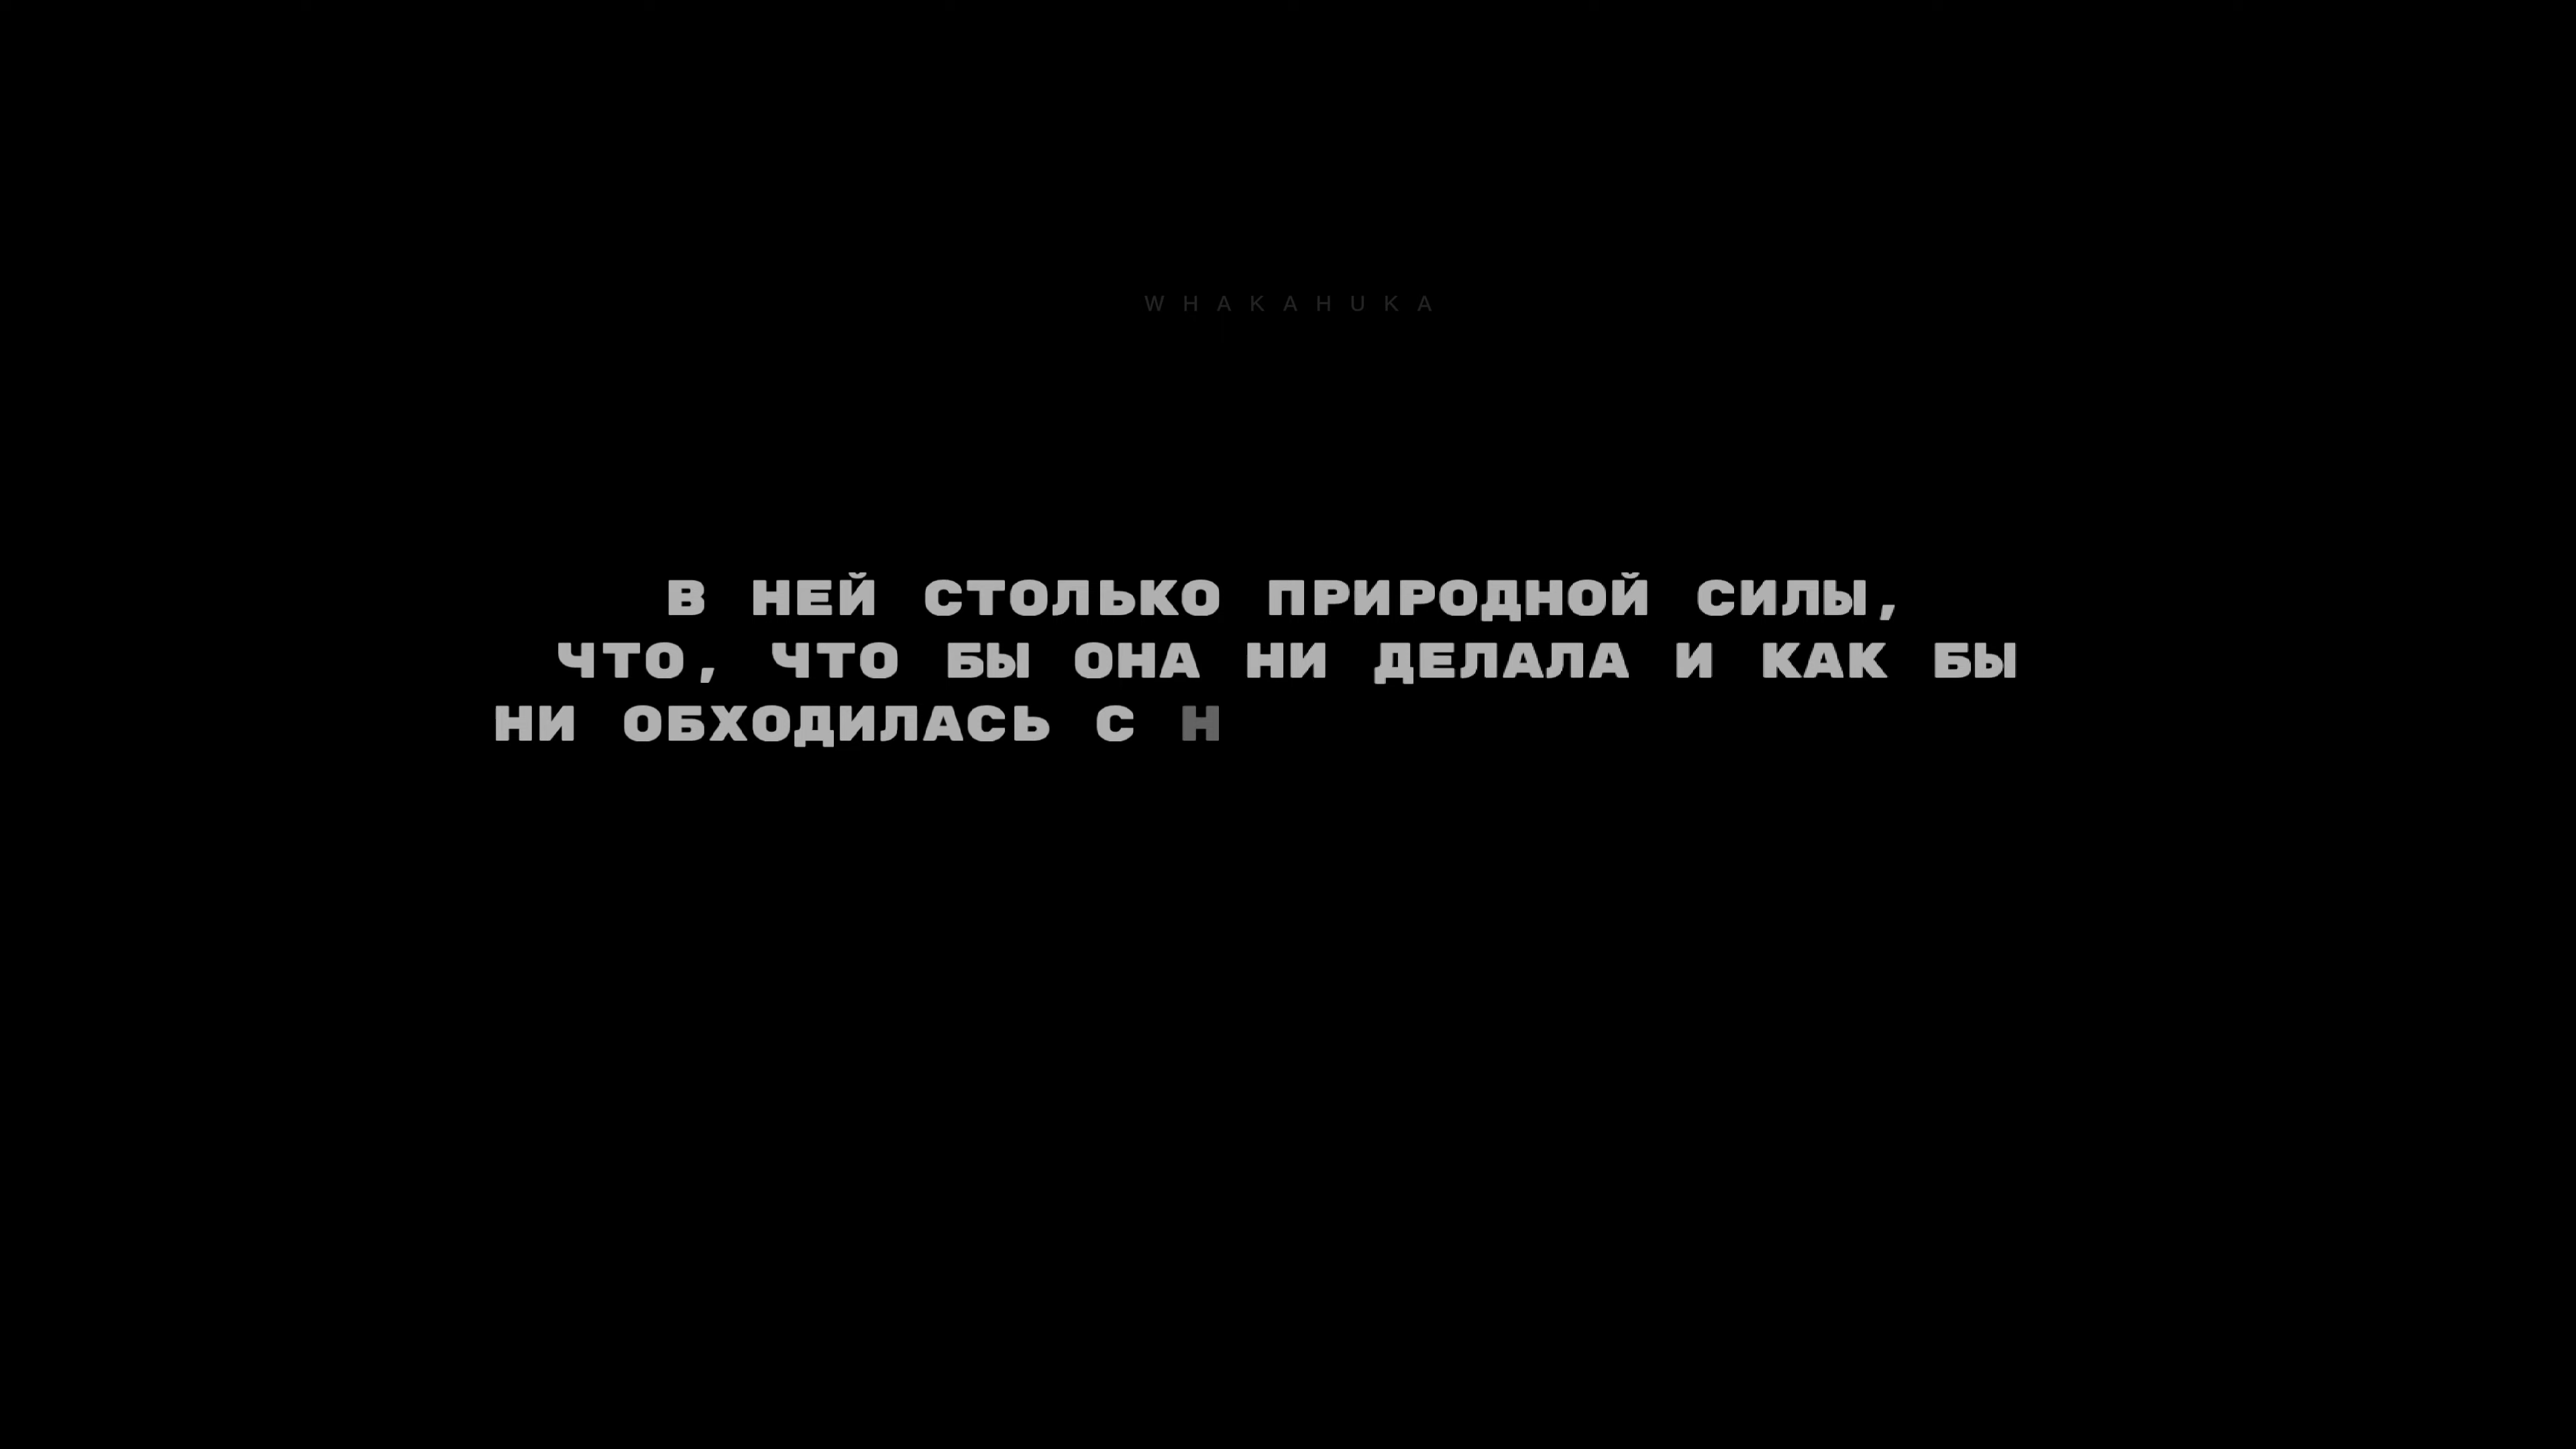 WHAKAHUKA
В НЕЙ СТОЛЬКО ПРИРОДНОЙ СИЛЫ,
ЧТО, ЧТО БЫ ОНА НИ ДЕЛАЛА И КАК БЫ
НИ ОБХОДИЛАСЬ С Н